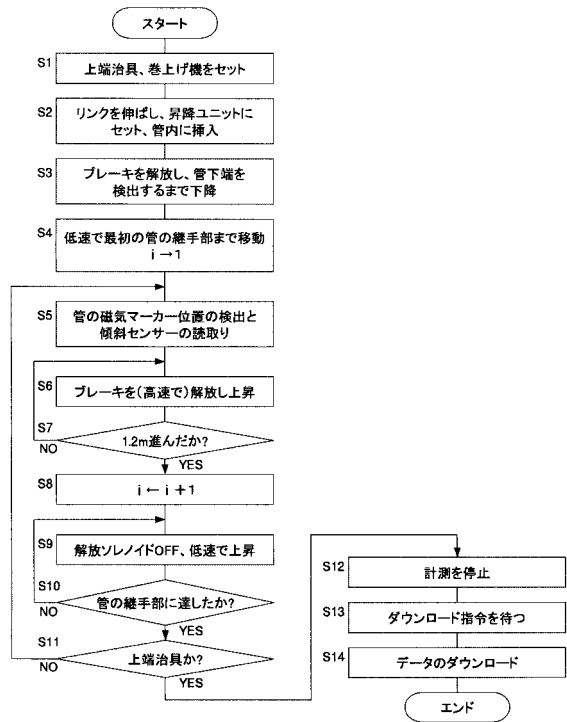 スタート
S1
上端治具、巻上げ機をセット
S2
リンクを伸ばし、昇降ユニットに
セット、管内に挿入
S3
ブレーキを解放し、管下端を
検出するまで下降
S4
低速で最初の管の継手部まで移動
i →1
S5
管の磁気マーカー位置の検出と
傾斜センサーの読取り
S6
ブレーキを(高速で)解放し上昇
S7
1.2m進んだか?
NO
YES
S8
i ← i +1
S9
解放ソレノイドOFF、低速で上昇
S10
管の継手部に達したか?
NO
YES
S11
上端治具か?
NO
YES
S12
計測を停止
S13
ダウンロード指令を待つ
S14
データのダウンロード
エンド